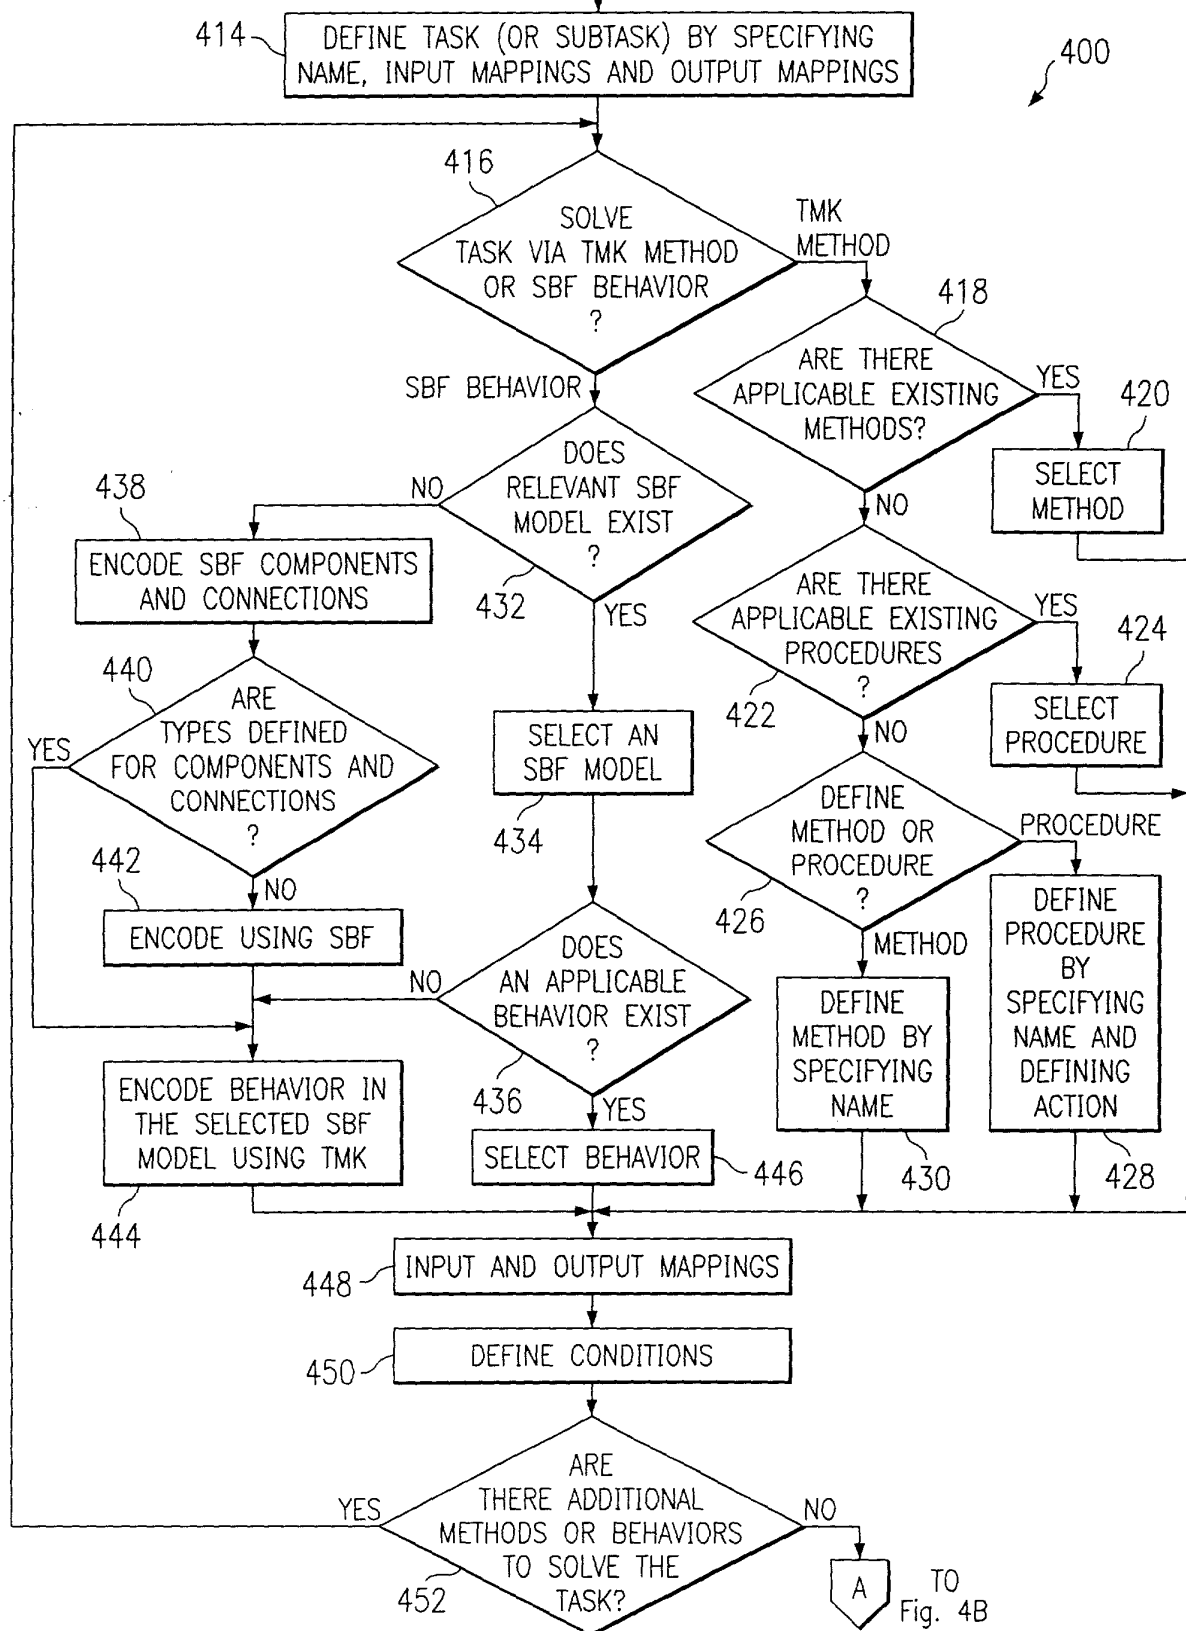 414
DEFINE TASK (OR SUBTASK) BY SPECIFYING
NAME, INPUT MAPPINGS AND OUTPUT MAPPINGS
400
416
SOLVE
TASK VIA TMK METHOD
OR SBF BEHAVIOR
?
TMK
METHOD
SBF BEHAVIOR
418
ARE THERE
APPLICABLE EXISTING
METHODS?
YES
420
SELECT
METHOD
NO
DOES
RELEVANT SBF
MODEL EXIST
?
432
NO
YES
438
ENCODE SBF COMPONENTS
AND CONNECTIONS
ARE THERE
APPLICABLE EXISTING
PROCEDURES
?
422
YES
424
SELECT
PROCEDURE
NO
440
ARE
TYPES DEFINED
FOR COMPONENTS AND
CONNECTIONS
?
YES
NO
SELECT AN
SBF MODEL
434
DEFINE
METHOD OR
PROCEDURE
?
426
PROCEDURE
METHOD
442
ENCODE USING SBF
DOES
AN APPLICABLE
BEHAVIOR EXIST
?
436
NO
YES
DEFINE
METHOD BY
SPECIFYING
NAME
430
DEFINE
PROCEDURE
BY
SPECIFYING
NAME AND
DEFINING
ACTION
428
ENCODE BEHAVIOR IN
THE SELECTED SBF
MODEL USING TMK
444
SELECT BEHAVIOR
446
448
INPUT AND OUTPUT MAPPINGS
450
DEFINE CONDITIONS
ARE
THERE ADDITIONAL
METHODS OR BEHAVIORS
TO SOLVE THE
TASK?
452
YES
NO
A
TO
Fig. 4B